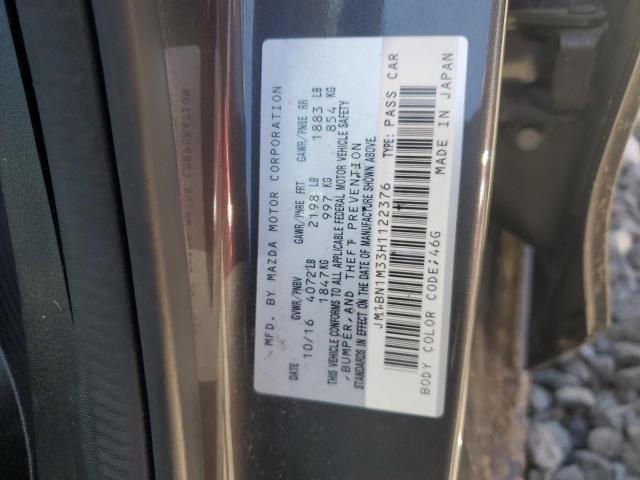 MFD. BY MAZDA MOTOR CORPORATION
DATE GVWR/PNBV GAWR/PNBE FRT GAWR/PNBE RR
10/16 4072LB 2198 LB 1883 LB
1847KG 997 KG 854 KG
THIS VEHICLE CONFORMS TO ALL APPLICABLE FEDERAL MOTOR VEHICLE SAFETY
,BUMPER,AND THEFT PREVENTION
STANDARDS IN EFFECT ON THE DATE OF MANUFACTURE SHOWN ABOVE.
JM1BN1M33H1122376 TYPE: PASS CAR
BODY COLOR CODE:46G MADE IN JAPAN